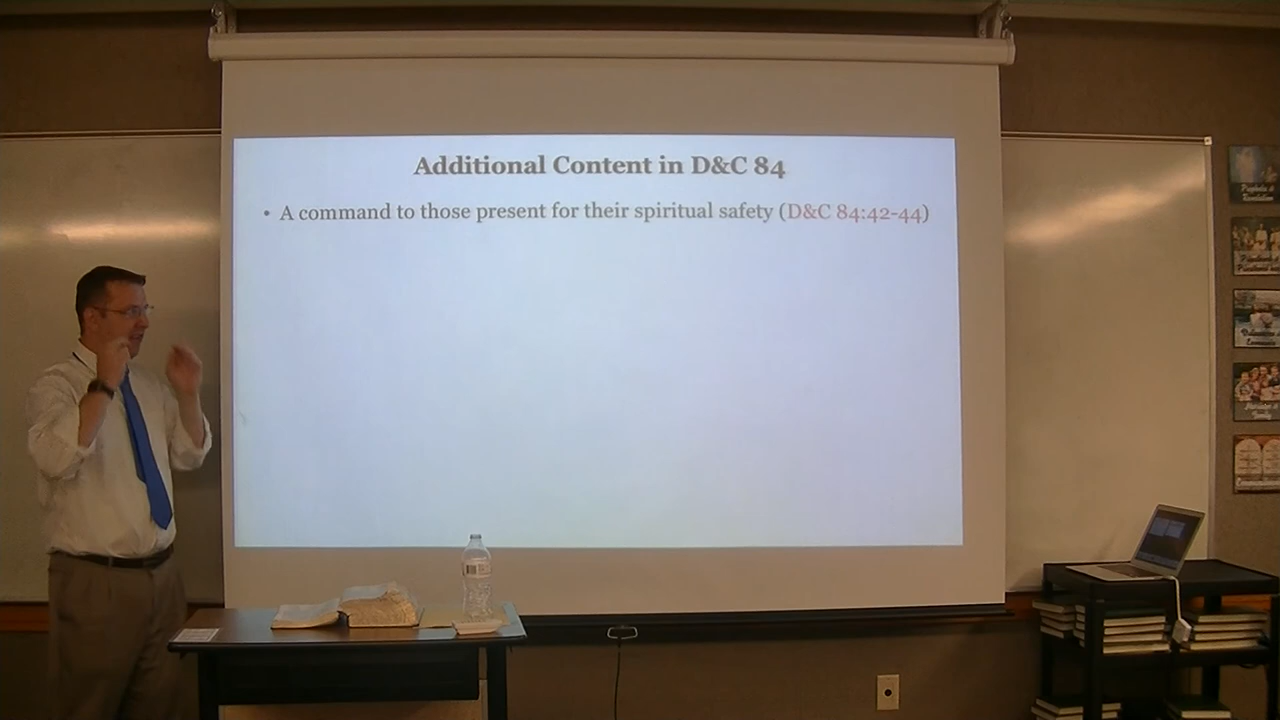 Additional Content in D&C 84
• A command to those present for their spiritual safety (D&C 84:42-44)